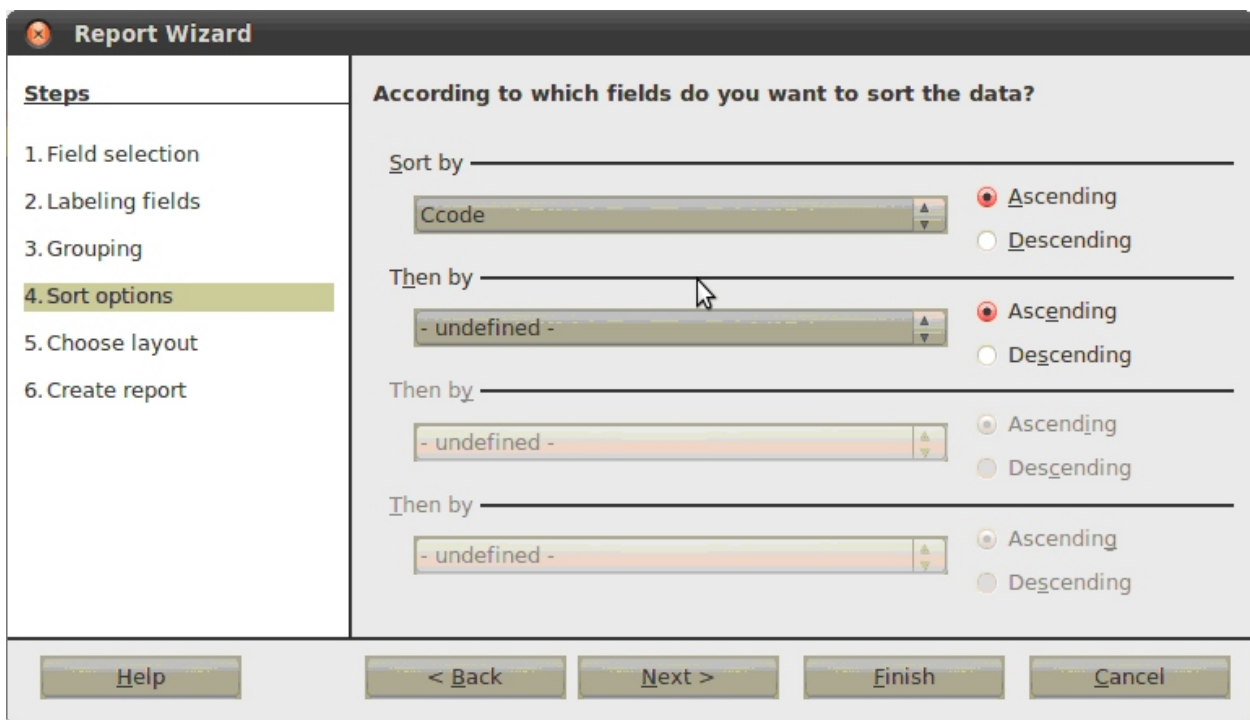 Report Wizard
Steps
1. Field selection
2. Labeling fields
3. Grouping
4. Sort options
5. Choose layout
6. Create report
According to which fields do you want to sort the data?
Sort by
Ccode
Ascending
Descending
Then by
- undefined -
Ascending
Descending
Then by
- undefined -
Ascending
Descending
Then by
- undefined -
Ascending
Descending
Help
< Back
Next >
Finish
Cancel